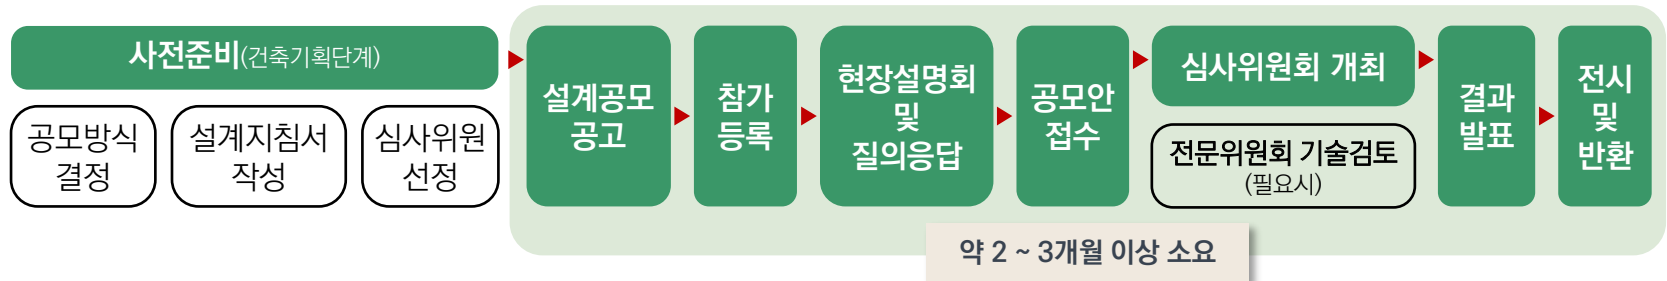 사전준비(건축기획단계)
공모방식
결정
설계지침서
작성
심사위원
선정
설계공모
공고
참가
등록
현장설명회
및
질의응답
공모안
접수
심사위원회 개최
전문위원회 기술검토
(필요시)
결과
발표
전시
및
반환
약 2 ~ 3개월 이상 소요